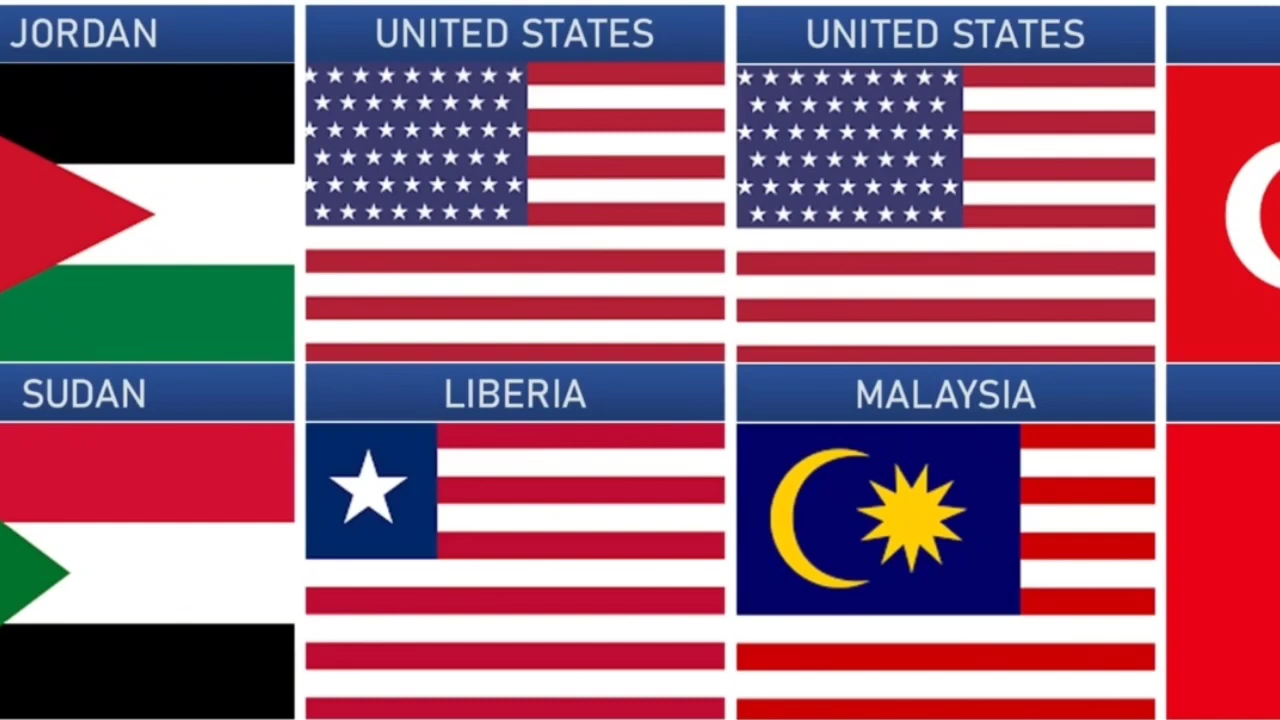 JORDAN
UNITED STATES
UNITED STATES
SUDAN
LIBERIA
MALAYSIA